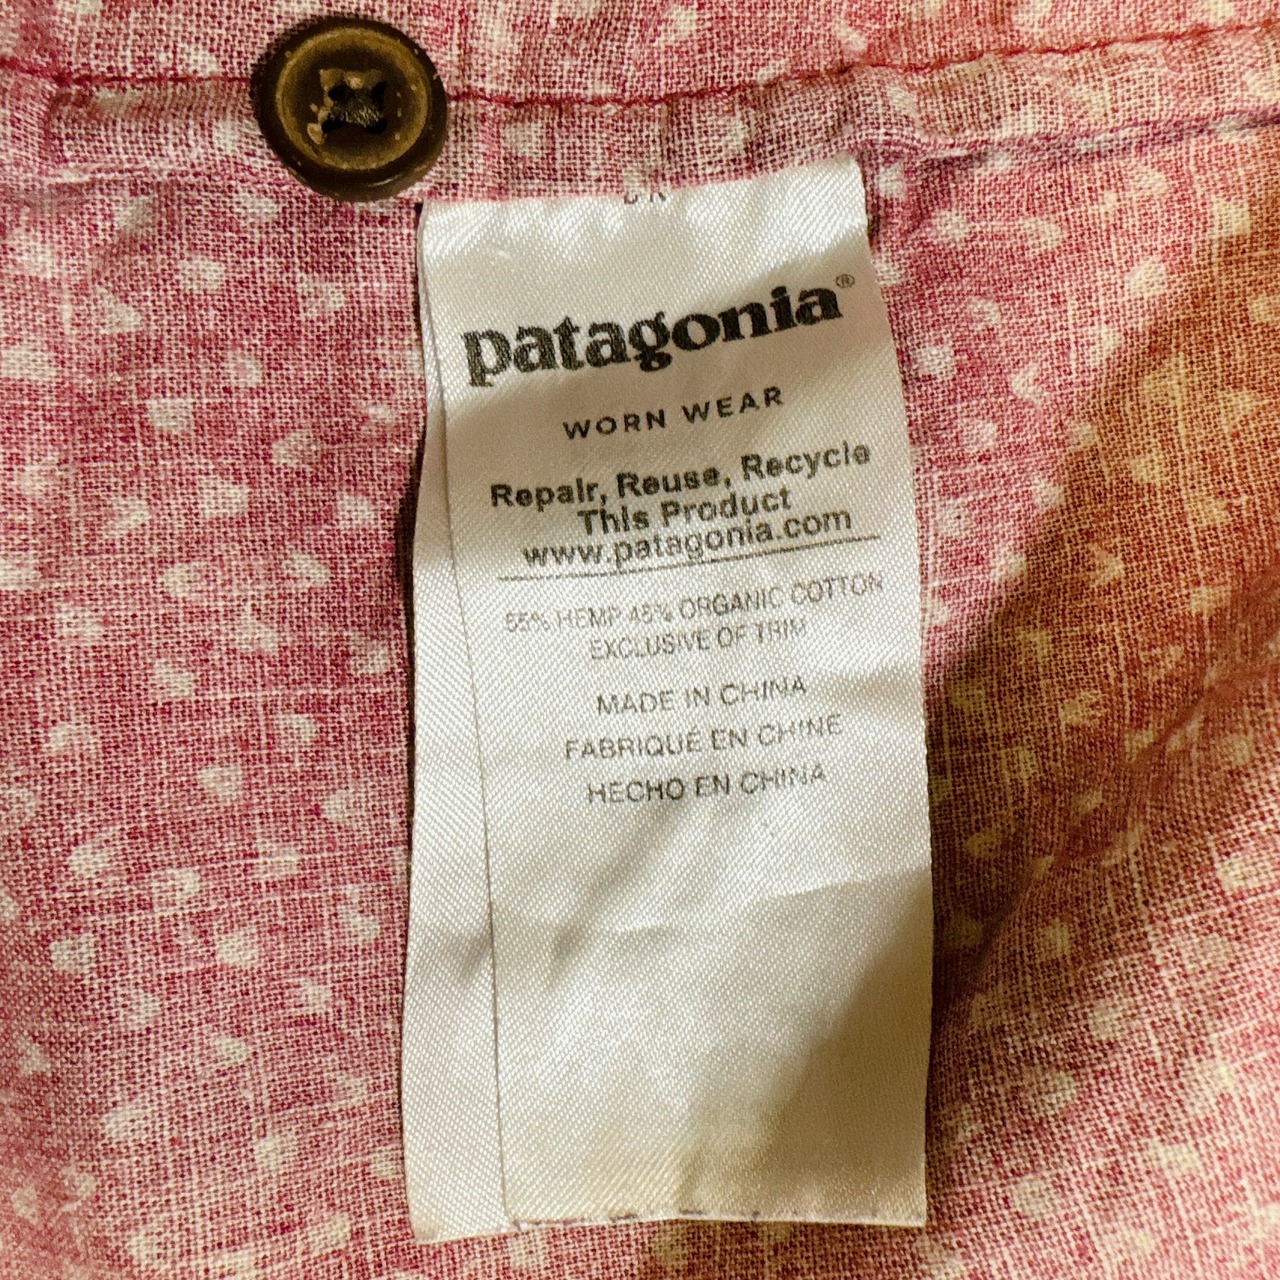 patagonia®
WORN WEAR
Repair, Reuse, Recycle
This Product
www.patagonia.com
55% HEMP 45% ORGANIC COTTON
EXCLUSIVE OF TRIM
MADE IN CHINA
FABRIQUÉ EN CHINE
HECHO EN CHINA